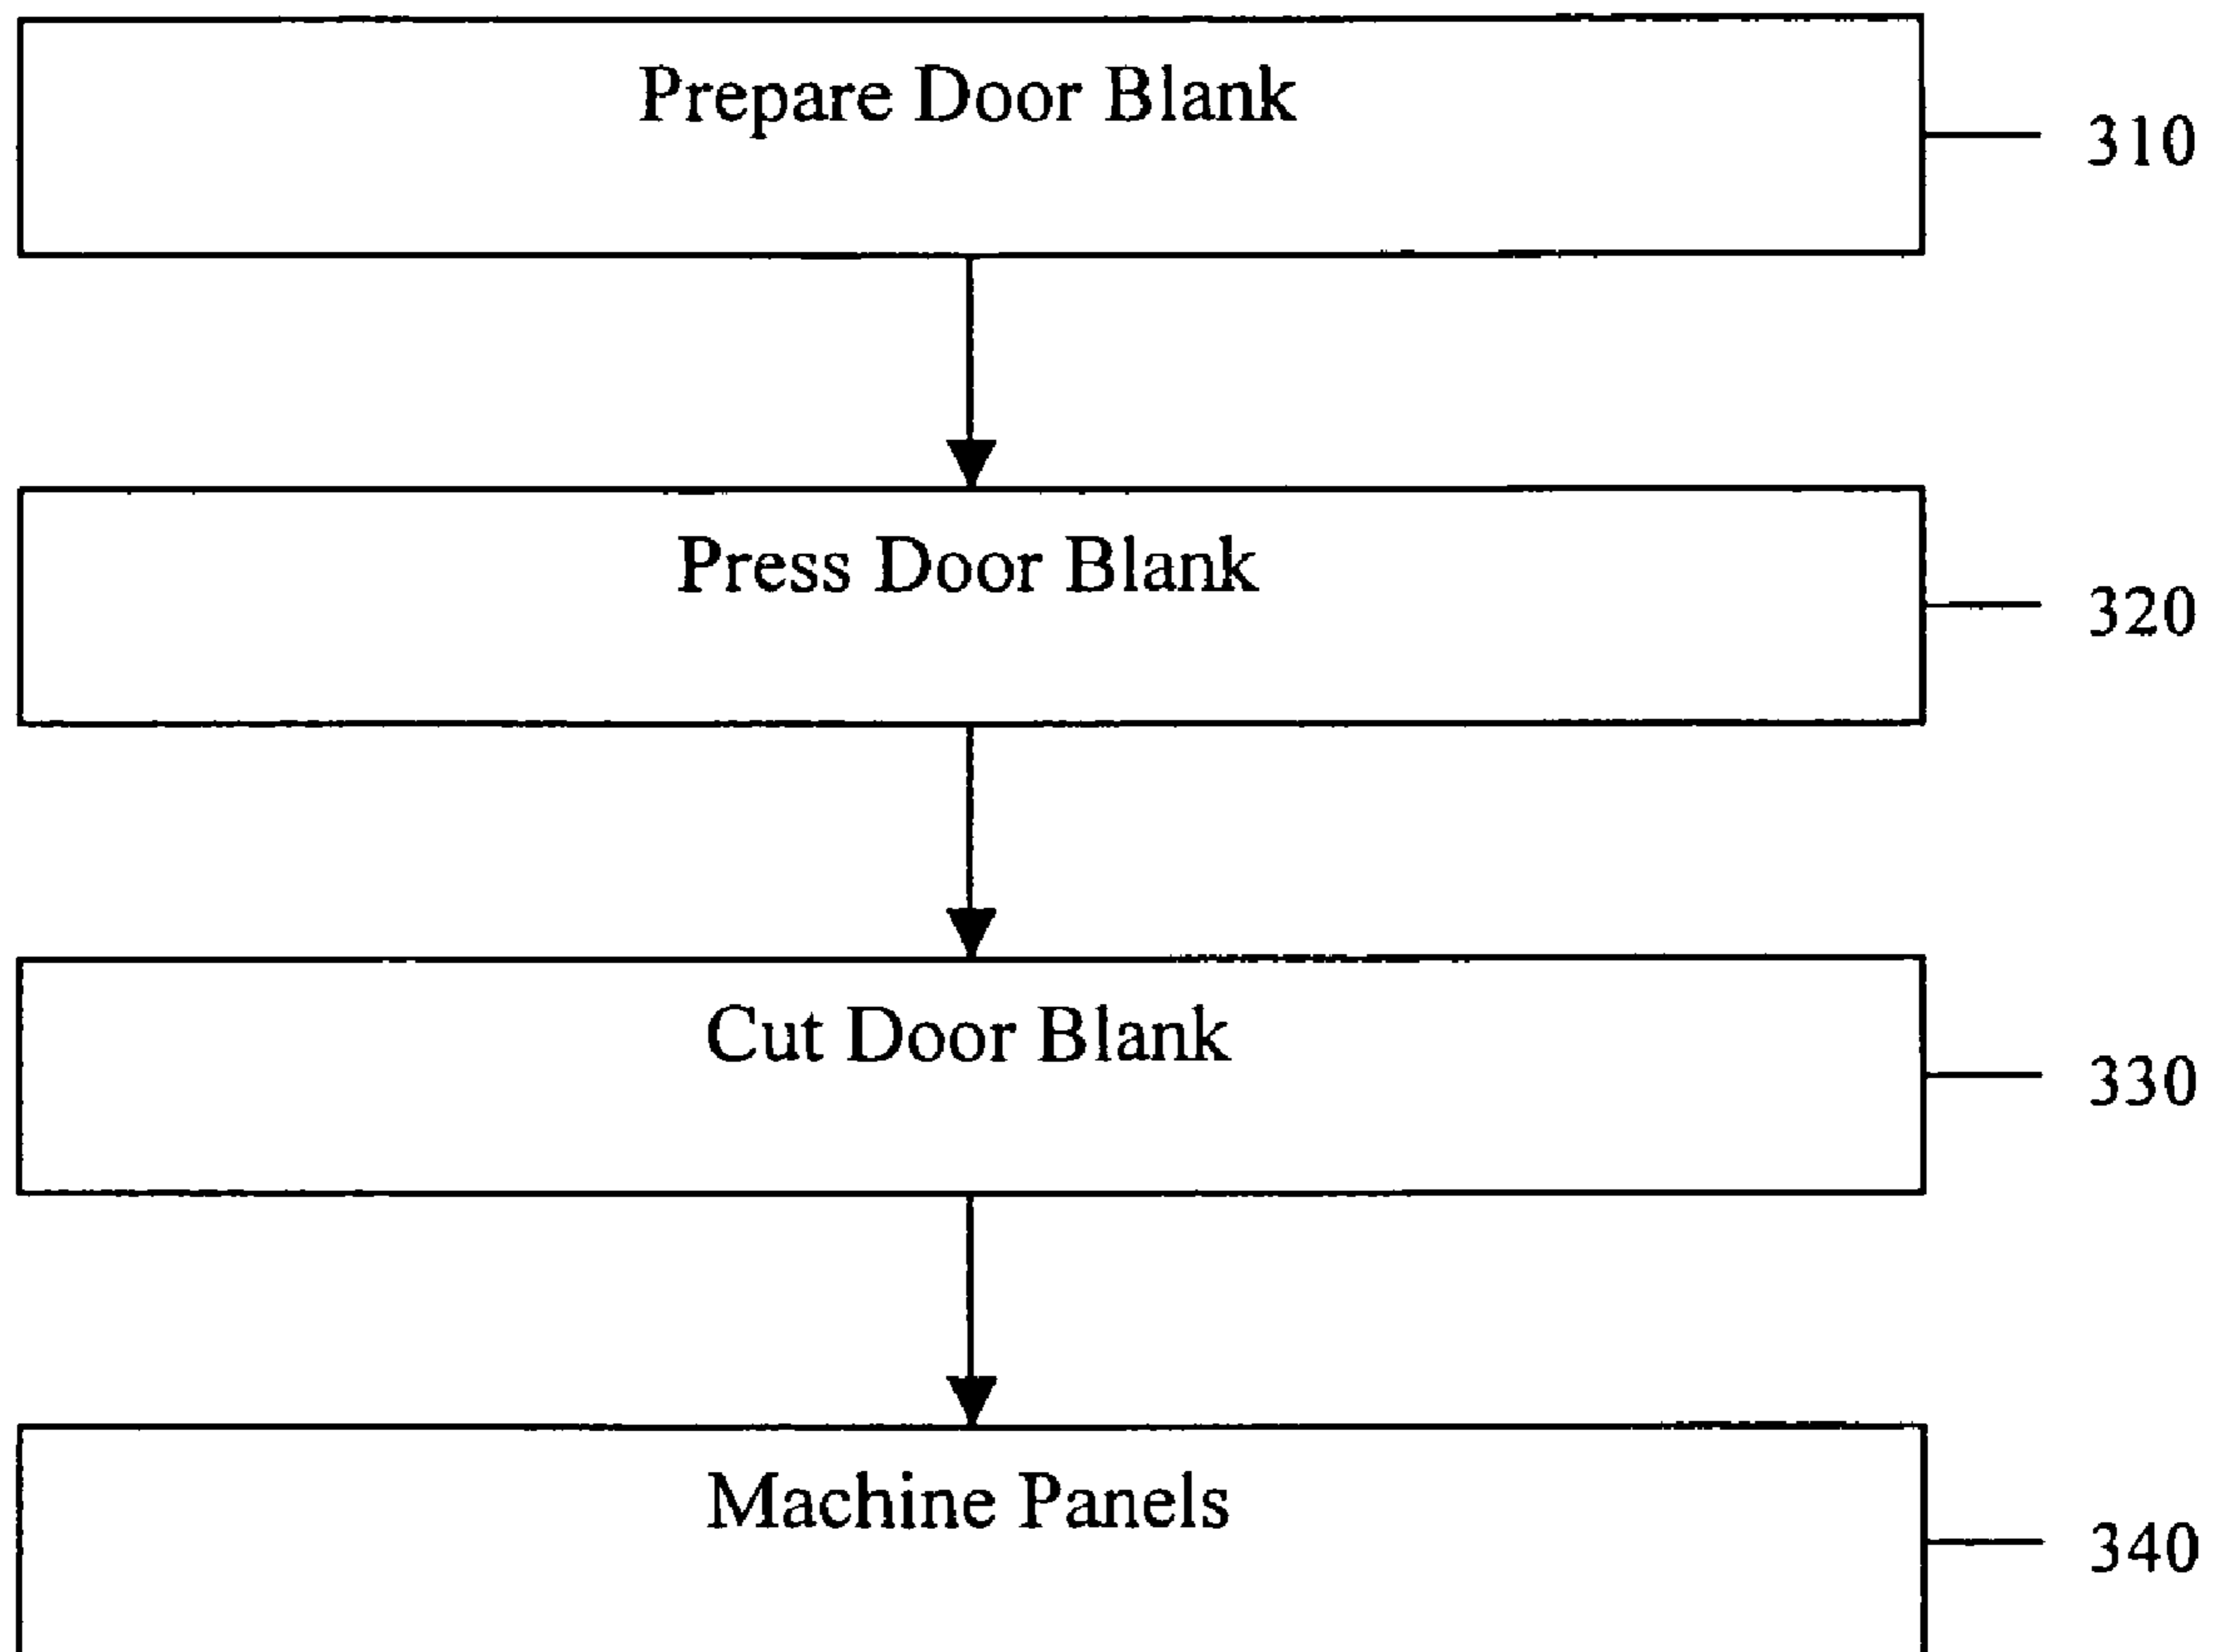 Prepare Door Blank
310
Press Door Blank
320
Cut Door Blank
330
Machine Panels
340